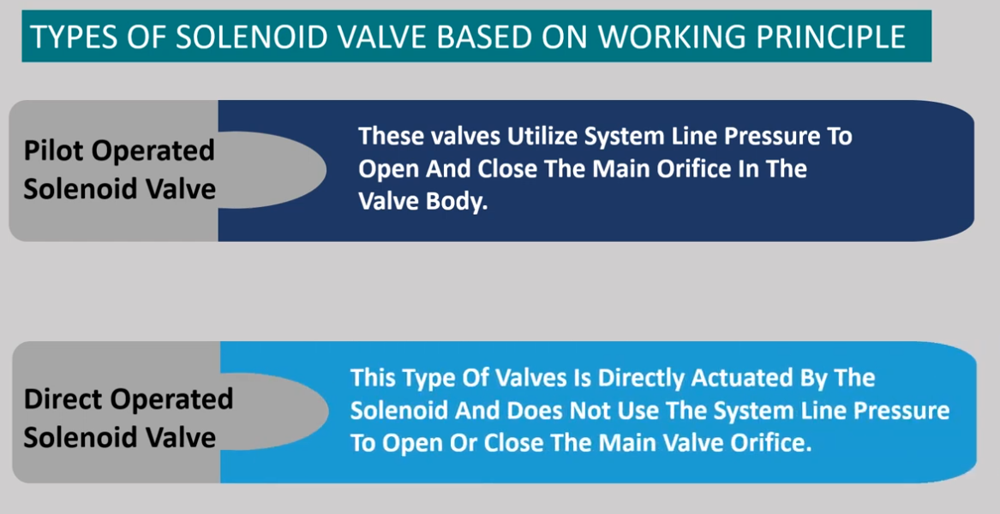 TYPES OF SOLENOID VALVE BASED ON WORKING PRINCIPLE
Pilot Operated
Solenoid Valve
These valves Utilize System Line Pressure To
Open And Close The Main Orifice In The
Valve Body.
Direct Operated
Solenoid Valve
This Type Of Valves Is Directly Actuated By The
Solenoid And Does Not Use The System Line Pressure
To Open Or Close The Main Valve Orifice.